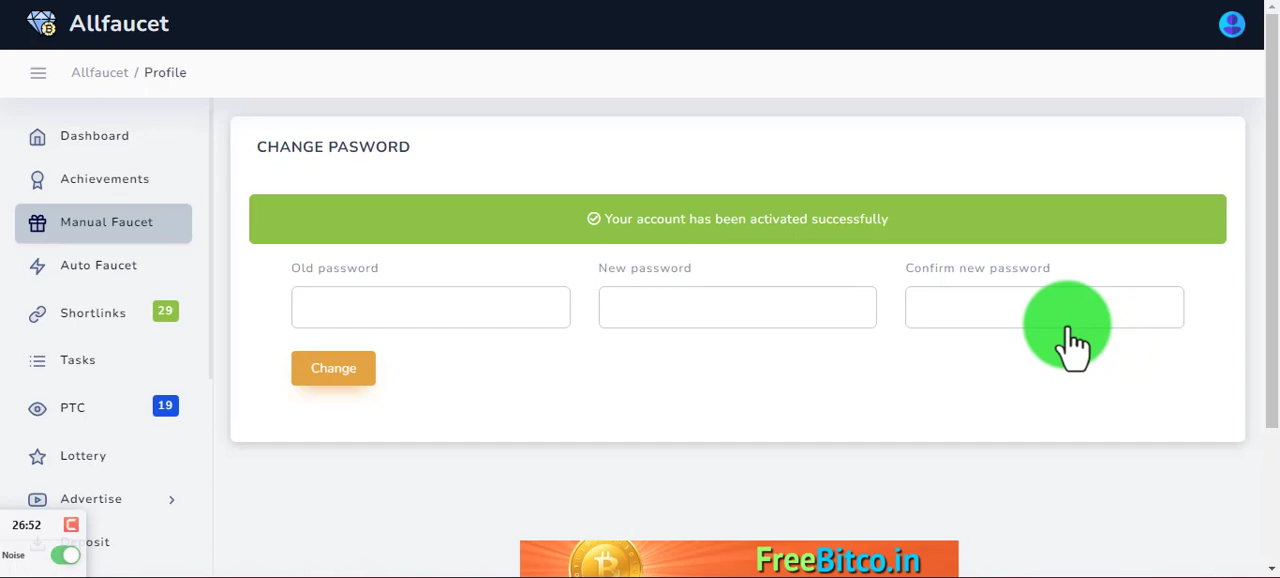 Allfaucet
Allfaucet / Profile
Dashboard
Achievements
Manual Faucet
Auto Faucet
Shortlinks 29
Tasks
PTC 19
Lottery
Advertise
posit
26:52
Noise
CHANGE PASWORD
Your account has been activated successfully
Old password
New password
Confirm new password
Change
FreeBitco.in